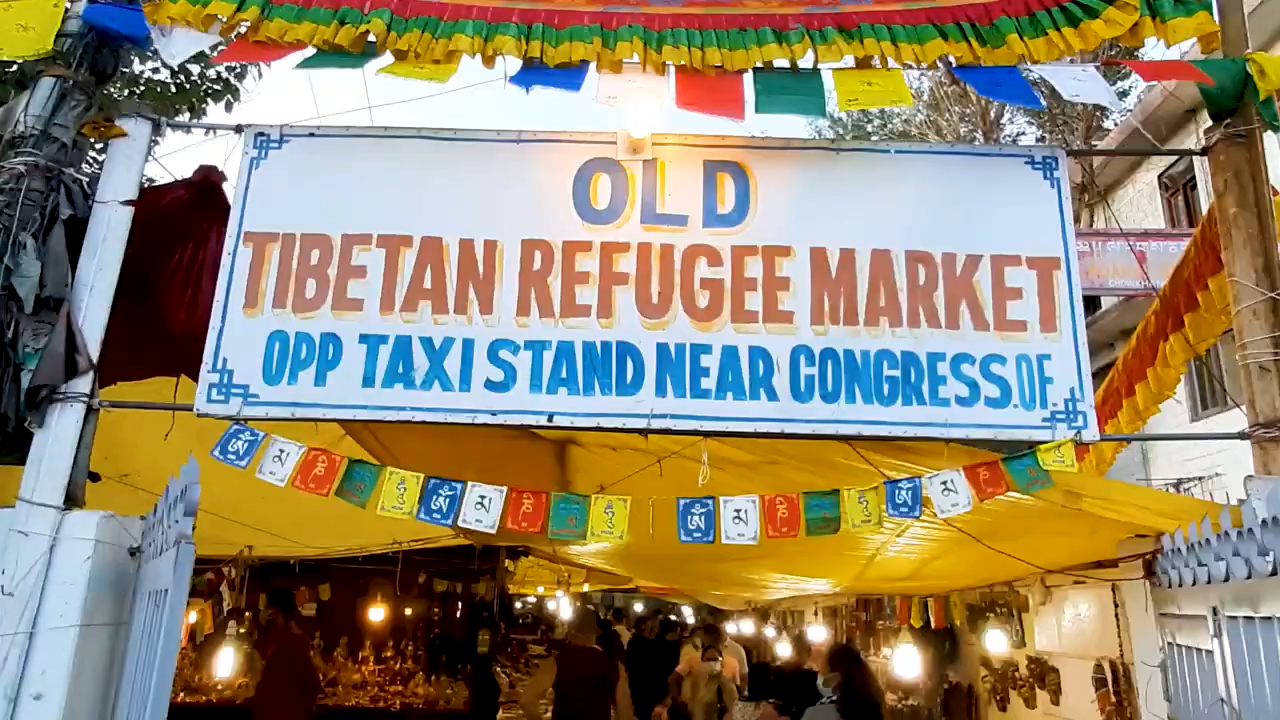 OLD
TIBETAN REFUGEE MARKET
OPP TAXI STAND NEAR CONGRESS.OF.